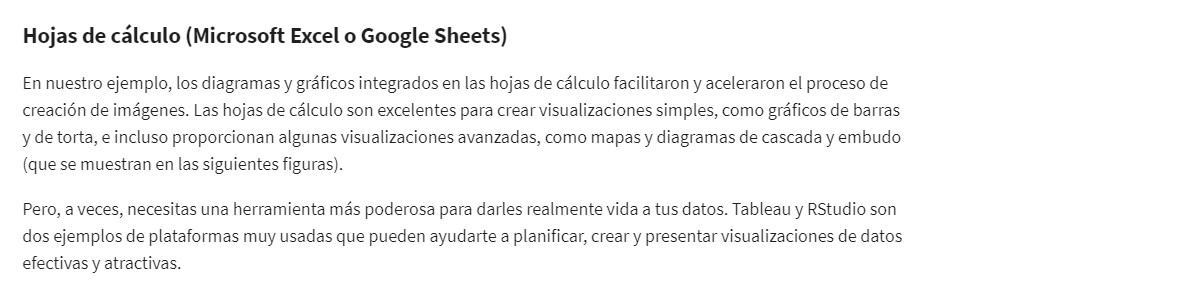 Hojas de cálculo (Microsoft Excel o Google Sheets)
En nuestro ejemplo, los diagramas y gráficos integrados en las hojas de cálculo facilitaron y aceleraron el proceso de
creación de imágenes. Las hojas de cálculo son excelentes para crear visualizaciones simples, como gráficos de barras
y de torta, e incluso proporcionan algunas visualizaciones avanzadas, como mapas y diagramas de cascada y embudo
(que se muestran en las siguientes figuras).
Pero, a veces, necesitas una herramienta más poderosa para darles realmente vida a tus datos. Tableau y RStudio son
dos ejemplos de plataformas muy usadas que pueden ayudarte a planificar, crear y presentar visualizaciones de datos
efectivas y atractivas.